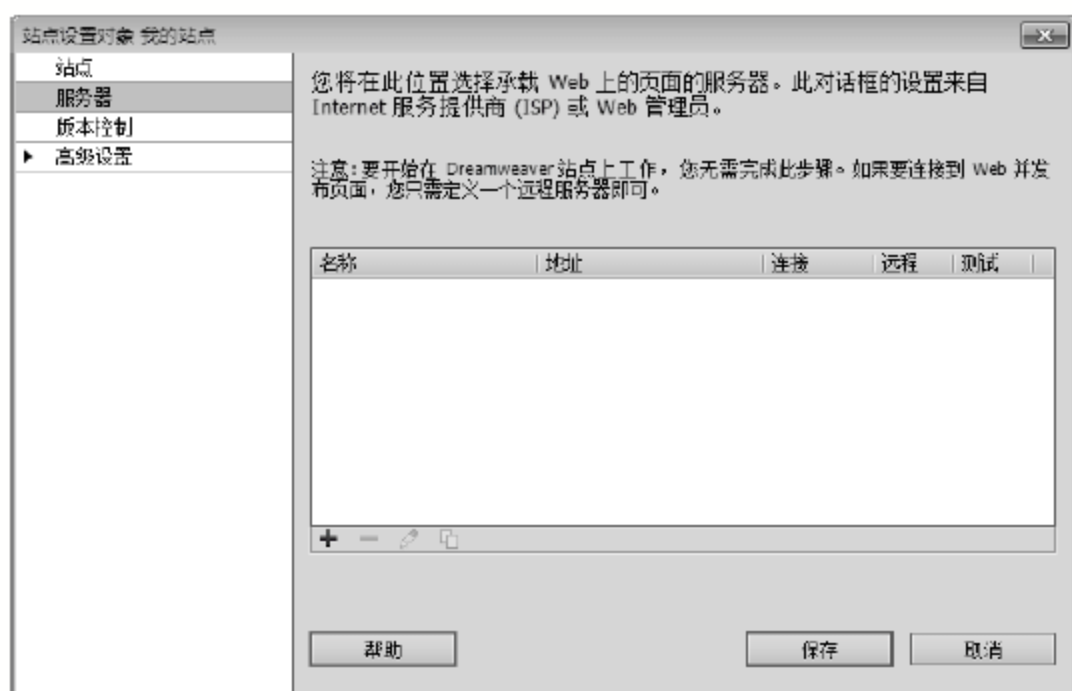 站点设置对象 我的站点
站点
服务器
版本控制
高级设置
您将在此位置选择承载 Web 上的页面的服务器。此对话框的设置来自
Internet 服务提供商 (ISP) 或 Web 管理员。
注意:要开始在 Dreamweaver 站点上工作，您无需完成此步骤。如果要连接到 Web 并发
布页面，您只需定义一个远程服务器即可。
名称 地址 连接 远程 测试
帮助 保存 取消